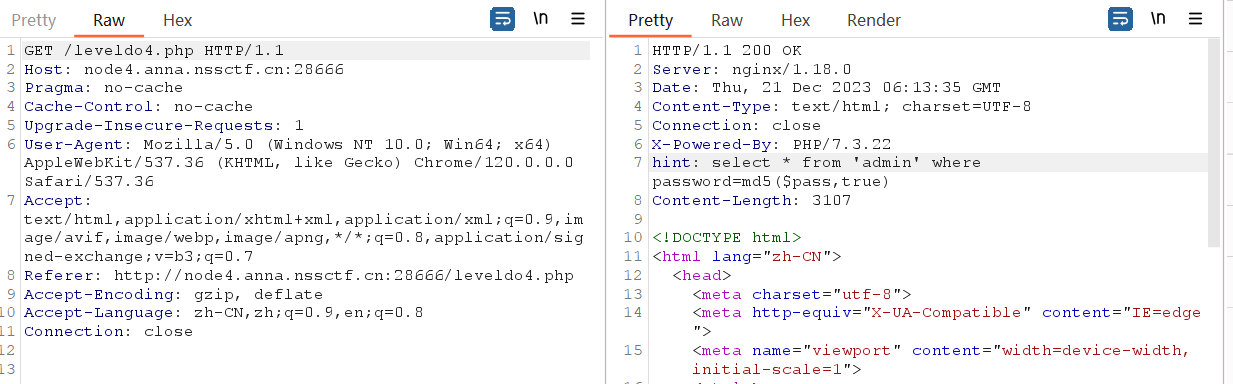 Pretty Raw Hex \n
1 GET /leveldo4.php HTTP/1.1
2 Host: node4.anna.nssctf.cn:28666
3 Pragma: no-cache
4 Cache-Control: no-cache
5 Upgrade-Insecure-Requests: 1
6 User-Agent: Mozilla/5.0 (Windows NT 10.0; Win64; x64)
AppleWebKit/537.36 (KHTML, like Gecko) Chrome/120.0.0.0
Safari/537.36
7 Accept:
text/html,application/xhtml+xml,application/xml;q=0.9,im
age/avif,image/webp,image/apng,*/*;q=0.8,application/sig
ned-exchange;v=b3;q=0.7
8 Referer: http://node4.anna.nssctf.cn:28666/leveldo4.php
9 Accept-Encoding: gzip, deflate
10 Accept-Language: zh-CN,zh;q=0.9,en;q=0.8
11 Connection: close
12
13
Pretty Raw Hex Render \n
1 HTTP/1.1 200 OK
2 Server: nginx/1.18.0
3 Date: Thu, 21 Dec 2023 06:13:35 GMT
4 Content-Type: text/html; charset=UTF-8
5 Connection: close
6 X-Powered-By: PHP/7.3.22
7 hint: select * from 'admin' where
password=md5($pass,true)
8 Content-Length: 3107
9
10 <!DOCTYPE html>
11 <html lang="zh-CN">
12 <head>
13 <meta charset="utf-8">
14 <meta http-equiv="X-UA-Compatible" content="IE=edge
">
15 <meta name="viewport" content="width=device-width,
initial-scale=1">